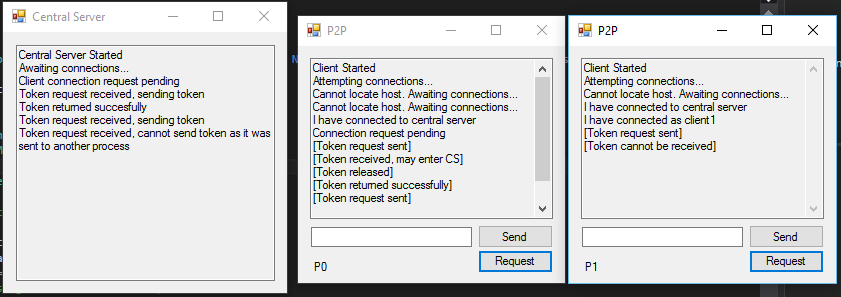 Central Server
Central Server Started
Awaiting connections...
Client connection request pending
Token request received, sending token
Token returned succesfully
Token request received, sending token
Token request received, cannot send token as it was
sent to another process
P2P
Client Started
Attempting connections...
Cannot locate host. Awaiting connections...
Cannot locate host. Awaiting connections...
I have connected to central server
Connection request pending
[Token request sent]
[Token received, may enter CS]
[Token released]
[Token returned successfully]
[Token request sent]
Send
Request
P0
P2P
Client Started
Attempting connections...
Cannot locate host. Awaiting connections...
I have connected to central server
I have connected as client1
[Token request sent]
[Token cannot be received]
Send
Request
P1